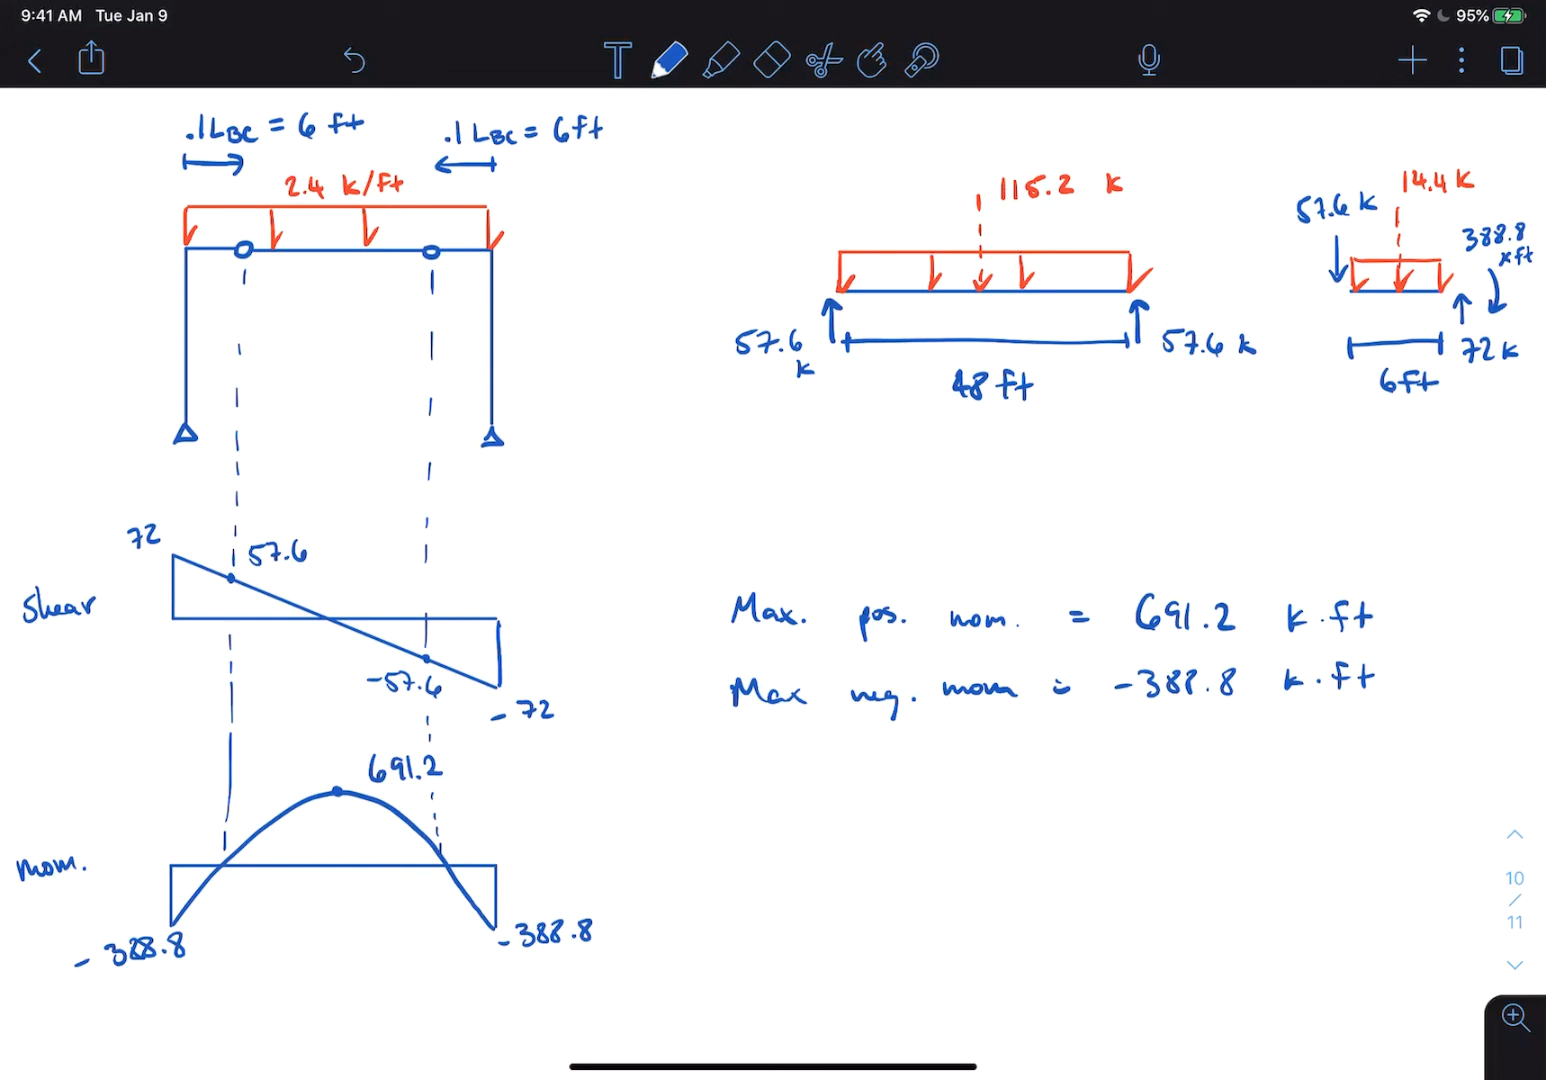 9:41 AM Tue Jan 9
95%
.1 LBC = 6 ft
.1 LBC = 6ft
2.4 k/ft
115.2 k
57.6 k
48 ft
57.6 k
57.6 k
14.4 k
388.8
kft
72 k
6ft
Shear
72
57.6
-57.6
-72
Max. pos. mom. = 691.2 k.ft
Max neg. mom = -388.8 k.ft
mom.
691.2
-388.8
-388.8
10
/
11